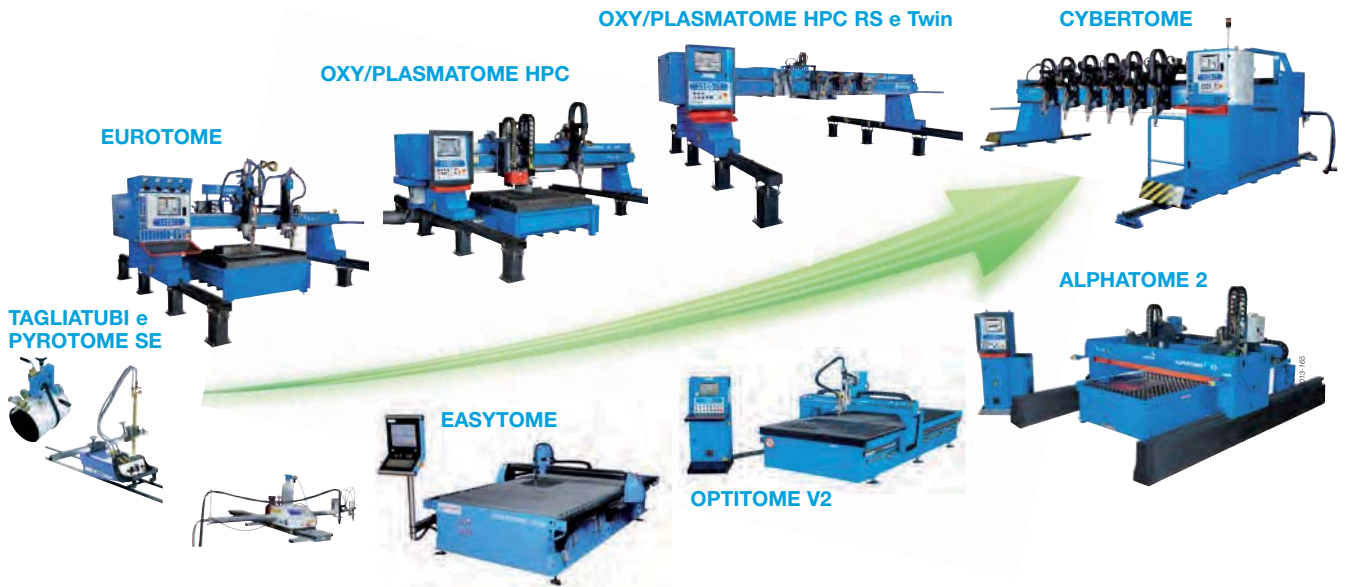 OXY/PLASMATOME HPC RS e Twin
CYBERTOME
OXY/PLASMATOME HPC
EUROTOME
ALPHATOME 2
TAGLIATUBI e
PYROTOME SE
EASYTOME
OPTITOME V2